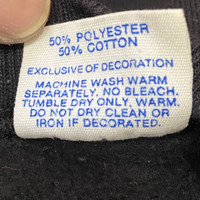 50% POLYESTER
50% COTTON
EXCLUSIVE OF DECORATION
MACHINE WASH WARM
SEPARATELY. NO BLEACH.
TUMBLE DRY ONLY, WARM.
DO NOT DRY CLEAN OR
IRON IF DECORATED.